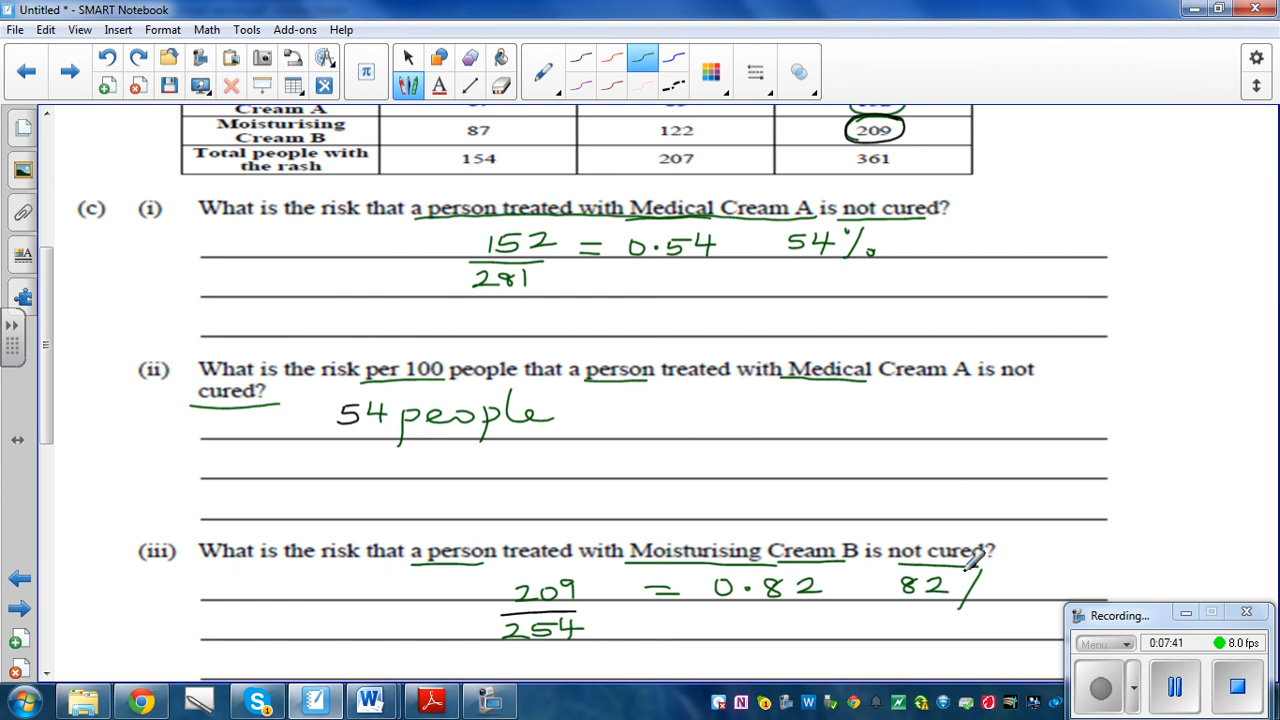 Untitled * - SMART Notebook
File Edit View Insert Format Math Tools Add-ons Help
Cream A
Moisturising Cream B 87 122 209
Total people with the rash 154 207 361
(c) (i) What is the risk that a person treated with Medical Cream A is not cured?
152 / 281 = 0.54 54%
(ii) What is the risk per 100 people that a person treated with Medical Cream A is not
cured?
54 people
(iii) What is the risk that a person treated with Moisturising Cream B is not cured?
209 / 254 = 0.82 82 /
Recording...
Menu 0:07:41 8.0 fps